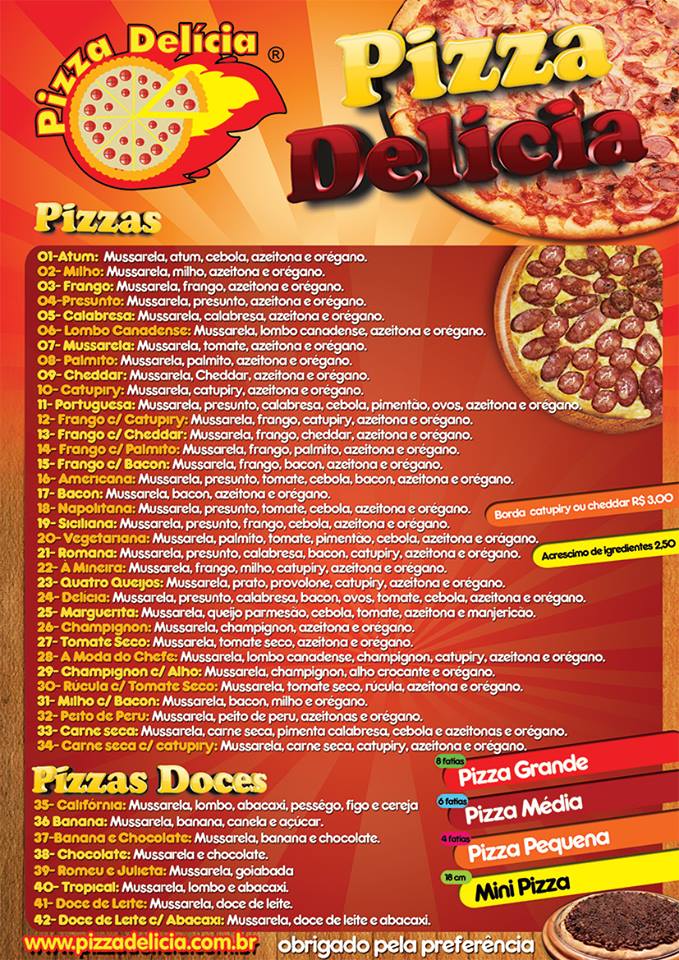 Pizza Delícia ®
Pizza
Delícia
Pizzas
01-Atum: Mussarela, atum, cebola, azeitona e orégano.
02- Milho: Mussarela, milho, azeitona e orégano.
03- Frango: Mussarela, frango, azeitona e orégano.
04-Presunto: Mussarela, presunto, azeitona e orégano.
05- Calabresa: Mussarela, calabresa, azeitona e orégano.
06- Lombo Canadense: Mussarela, lombo canadense, azeitona e orégano.
07- Mussarela: Mussarela, tomate, azeitona e orégano.
08- Palmito: Mussarela, palmito, azeitona e orégano.
09- Cheddar: Mussarela, Cheddar, azeitona e orégano.
10- Catupiry: Mussarela, catupiry, azeitona e orégano.
11- Portuguesa: Mussarela, presunto, calabresa, cebola, pimentão, ovos, azeitona e orégano.
12- Frango c/ Catupiry: Mussarela, frango, catupiry, azeitona e orégano.
13- Frango c/ Cheddar: Mussarela, frango, cheddar, azeitona e orégano.
14- Frango c/ Palmito: Mussarela, frango, palmito, azeitona e orégano.
15- Frango c/ Bacon: Mussarela, frango, bacon, azeitona e orégano.
16- Americana: Mussarela, presunto, tomate, cebola, bacon, azeitona e orégano.
17- Bacon: Mussarela, bacon, azeitona e orégano.
18- Napolitana: Mussarela, presunto, tomate, cebola, azeitona e orégano.
Borda catupiry ou cheddar R$ 3,00
19- Siciliana: Mussarela, presunto, frango, cebola, azeitona e orégano.
20- Vegetariana: Mussarela, palmito, tomate, pimentão, cebola, azeitona e orégano.
21- Romana: Mussarela, presunto, calabresa, bacon, catupiry, azeitona e orégano.
Acrescimo de igredientes 2,50
22- À Mineira: Mussarela, frango, milho, catupiry, azeitona e orégano.
23- Quatro Queijos: Mussarela, prato, provolone, catupiry, azeitona e orégano.
24- Delícia: Mussarela, presunto, calabresa, bacon, ovos, tomate, cebola, azeitona e orégano.
25- Marguerita: Mussarela, queijo parmesão, cebola, tomate, azeitona e manjericão.
26- Champignon: Mussarela, champignon, azeitona e orégano.
27- Tomate Seco: Mussarela, tomate seco, azeitona e orégano.
28- A Moda do Chefe: Mussarela, lombo canadense, champignon, catupiry, azeitona e orégano.
29- Champignon c/ Alho: Mussarela, champignon, alho crocante e orégano.
30- Rúcula c/ Tomate Seco: Mussarela, tomate seco, rúcula, azeitona e orégano.
31- Milho c/ Bacon: Mussarela, bacon, milho e orégano.
32- Peito de Peru: Mussarela, peito de peru, azeitonas e orégano.
33- Carne seca: Mussarela, carne seca, pimenta calabresa, cebola e azeitonas e orégano.
34- Carne seca c/ catupiry: Mussarela, carne seca, catupiry, azeitona e orégano.
Pizzas Doces
35- Califórnia: Mussarela, lombo, abacaxi, pessêgo, figo e cereja
36 Banana: Mussarela, banana, canela e açúcar.
37-Banana e Chocolate: Mussarela, banana e chocolate.
38- Chocolate: Mussarela e chocolate.
39- Romeu e Julieta: Mussarela, goiabada
40- Tropical: Mussarela, lombo e abacaxi.
41- Doce de Leite: Mussarela, doce de leite.
42- Doce de Leite c/ Abacaxi: Mussarela, doce de leite e abacaxi.
8 fatias
Pizza Grande
6 fatias
Pizza Média
4 fatias
Pizza Pequena
18 cm
Mini Pizza
www.pizzadelicia.com.br obrigado pela preferência